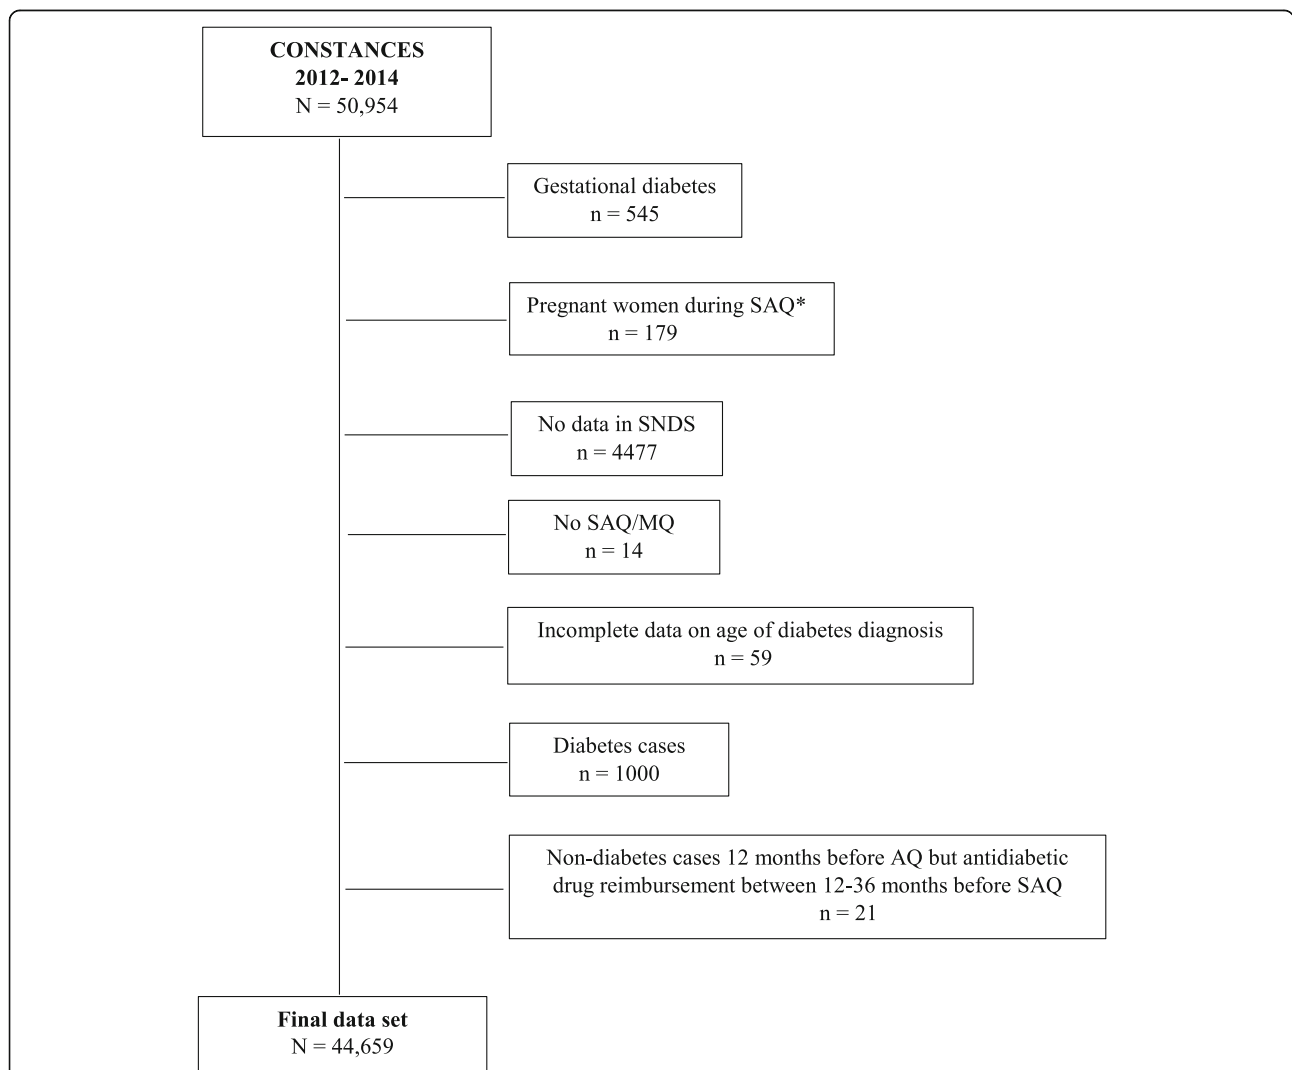 CONSTANCES
2012- 2014
N = 50,954
Gestational diabetes
n = 545
Pregnant women during SAQ*
n = 179
No data in SNDS
n = 4477
No SAQ/MQ
n = 14
Incomplete data on age of diabetes diagnosis
n = 59
Diabetes cases
n = 1000
Non-diabetes cases 12 months before AQ but antidiabetic
drug reimbursement between 12-36 months before SAQ
n = 21
Final data set
N = 44,659